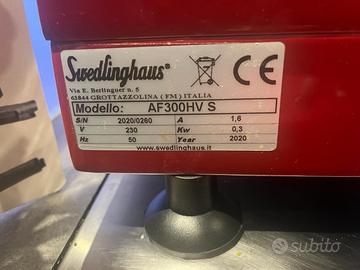 Swedlinghaus®
Via E. Berlinguer n. 5
63844 GROTTAZZOLINA ( FM ) ITALIA
CE
Modello: AF300HV S
S/N 2020/0260 A 1,6
V 230 Kw 0,3
Hz 50 Year 2020
www.swedlinghaus.it
subito